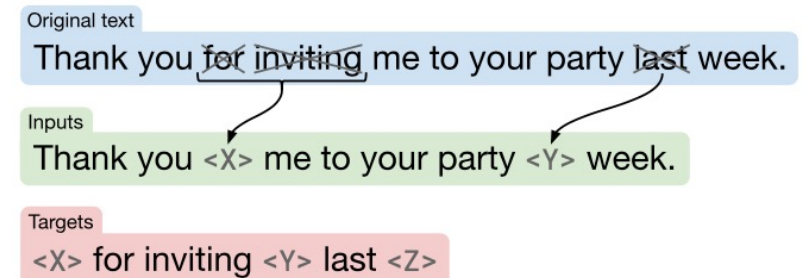 Original text
Thank you for inviting me to your party last week.
Inputs
Thank you <X> me to your party <Y> week.
Targets
<X> for inviting <Y> last <Z>